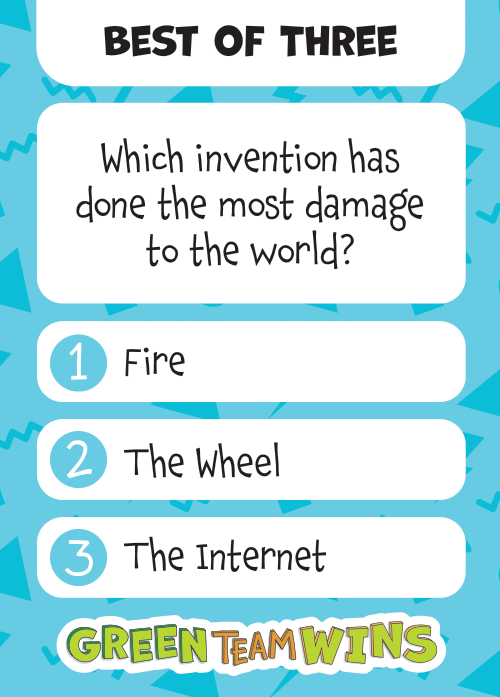 BEST OF THREE
Which invention has
done the most damage
to the world?
1 Fire
2 The Wheel
3 The Internet
GREEN TEAM WINS